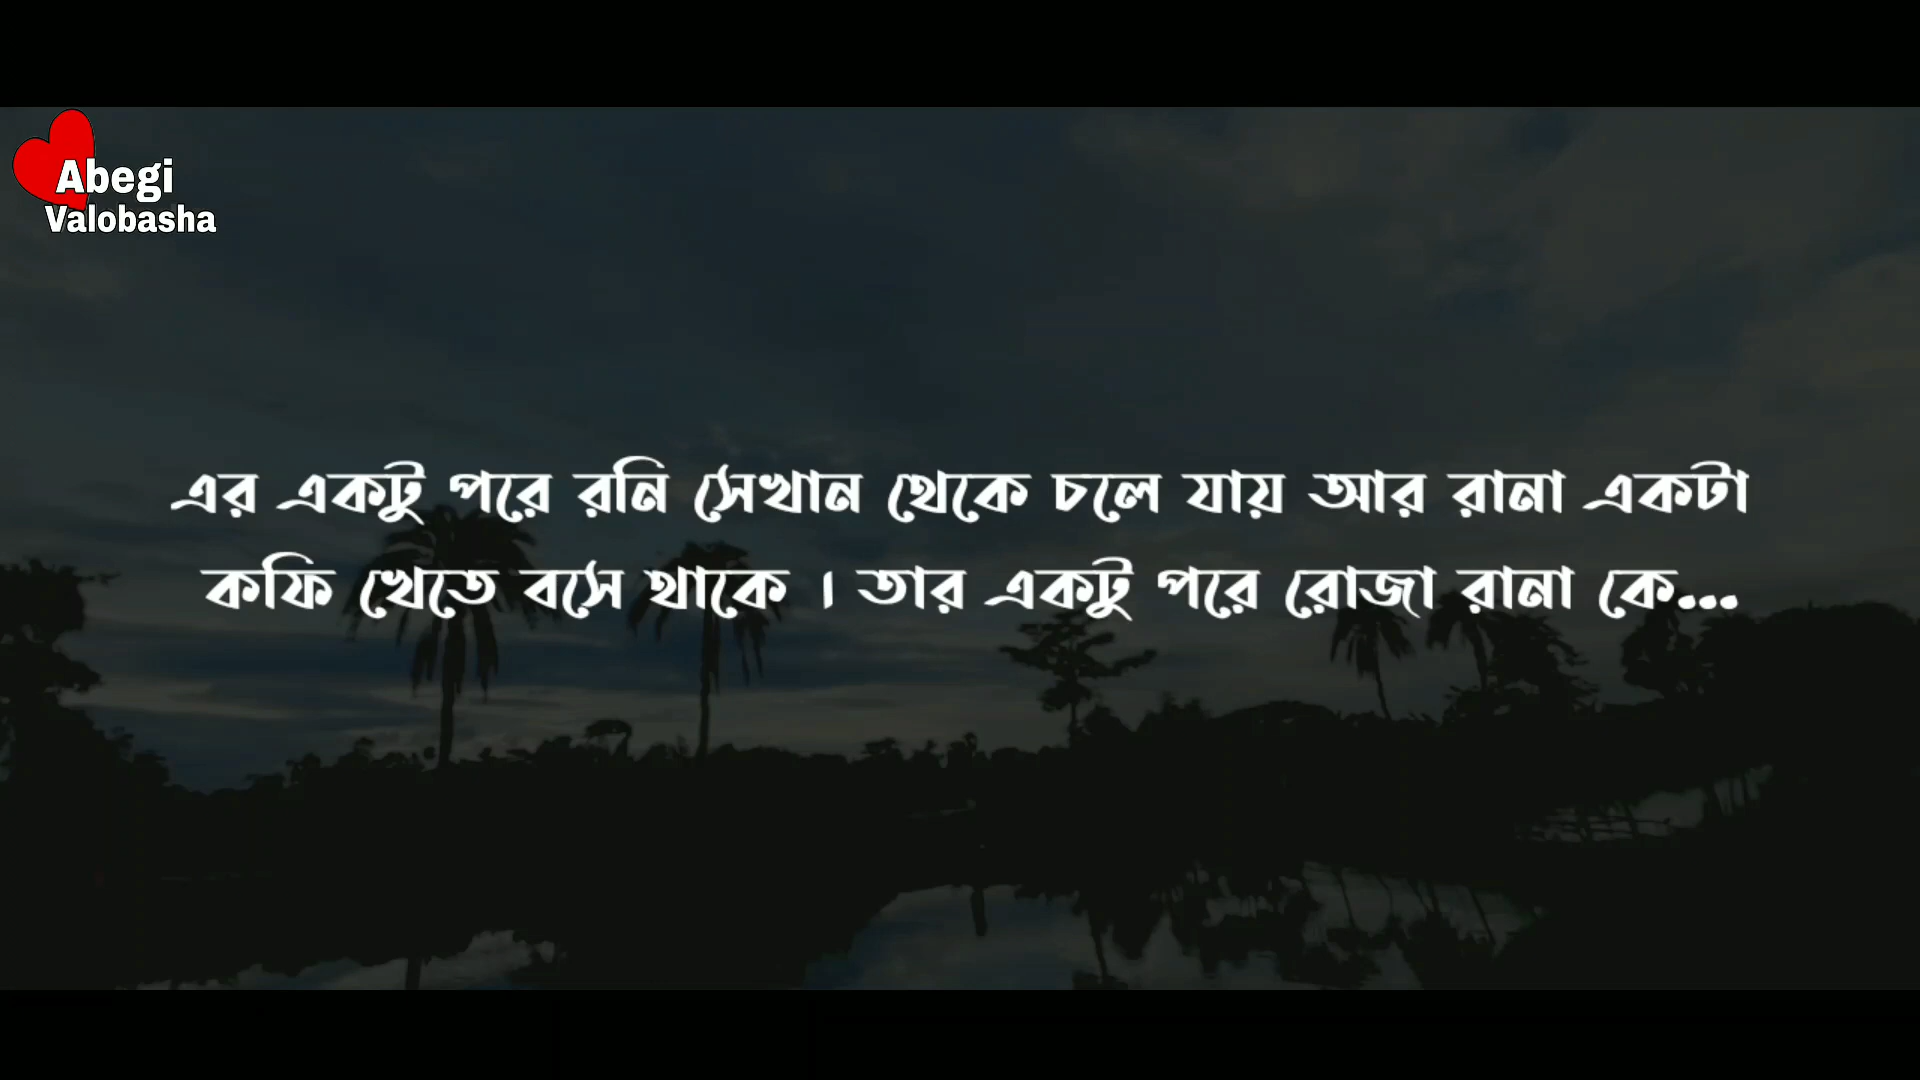 Abegi
Valobasha
এর একটু পরে রনি সেখান থেকে চলে যায় আর রানা একটা
কফি খেতে বসে থাকে । তার একটু পরে রোজা রানা কে...